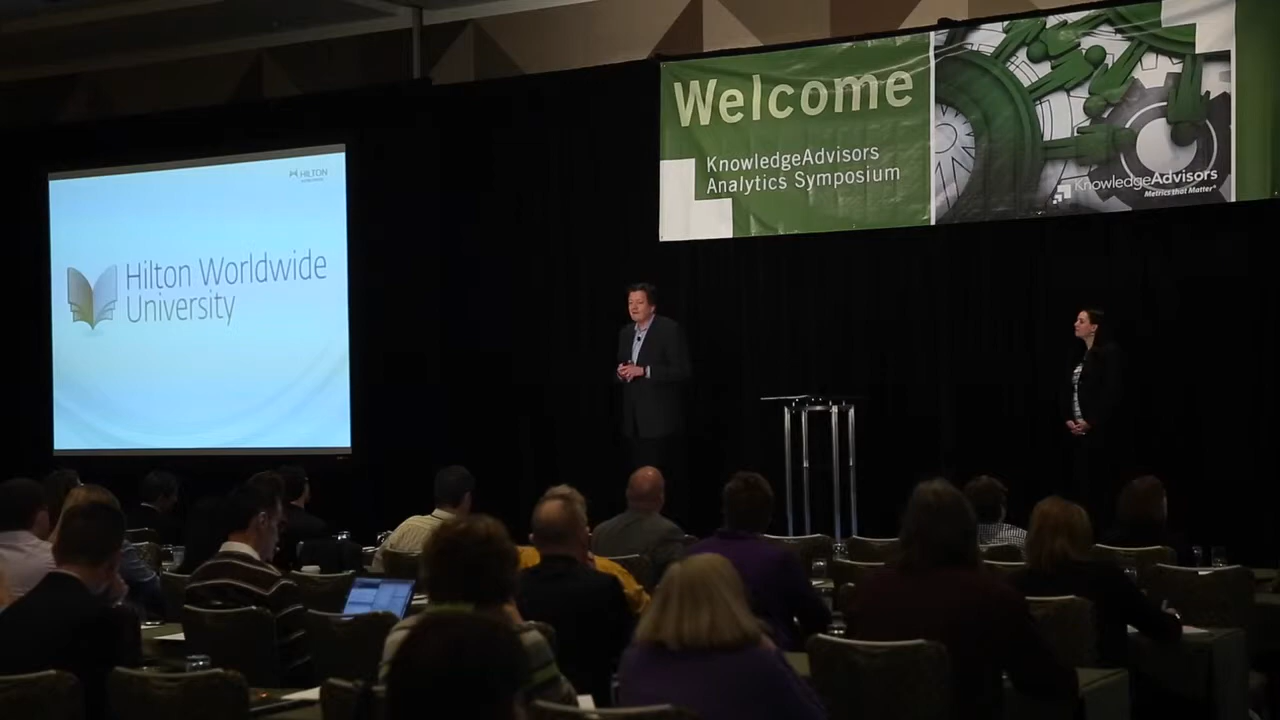 HILTON
Hilton Worldwide
University
Welcome
KnowledgeAdvisors
Analytics Symposium
KnowledgeAdvisors
Metrics that Matter®